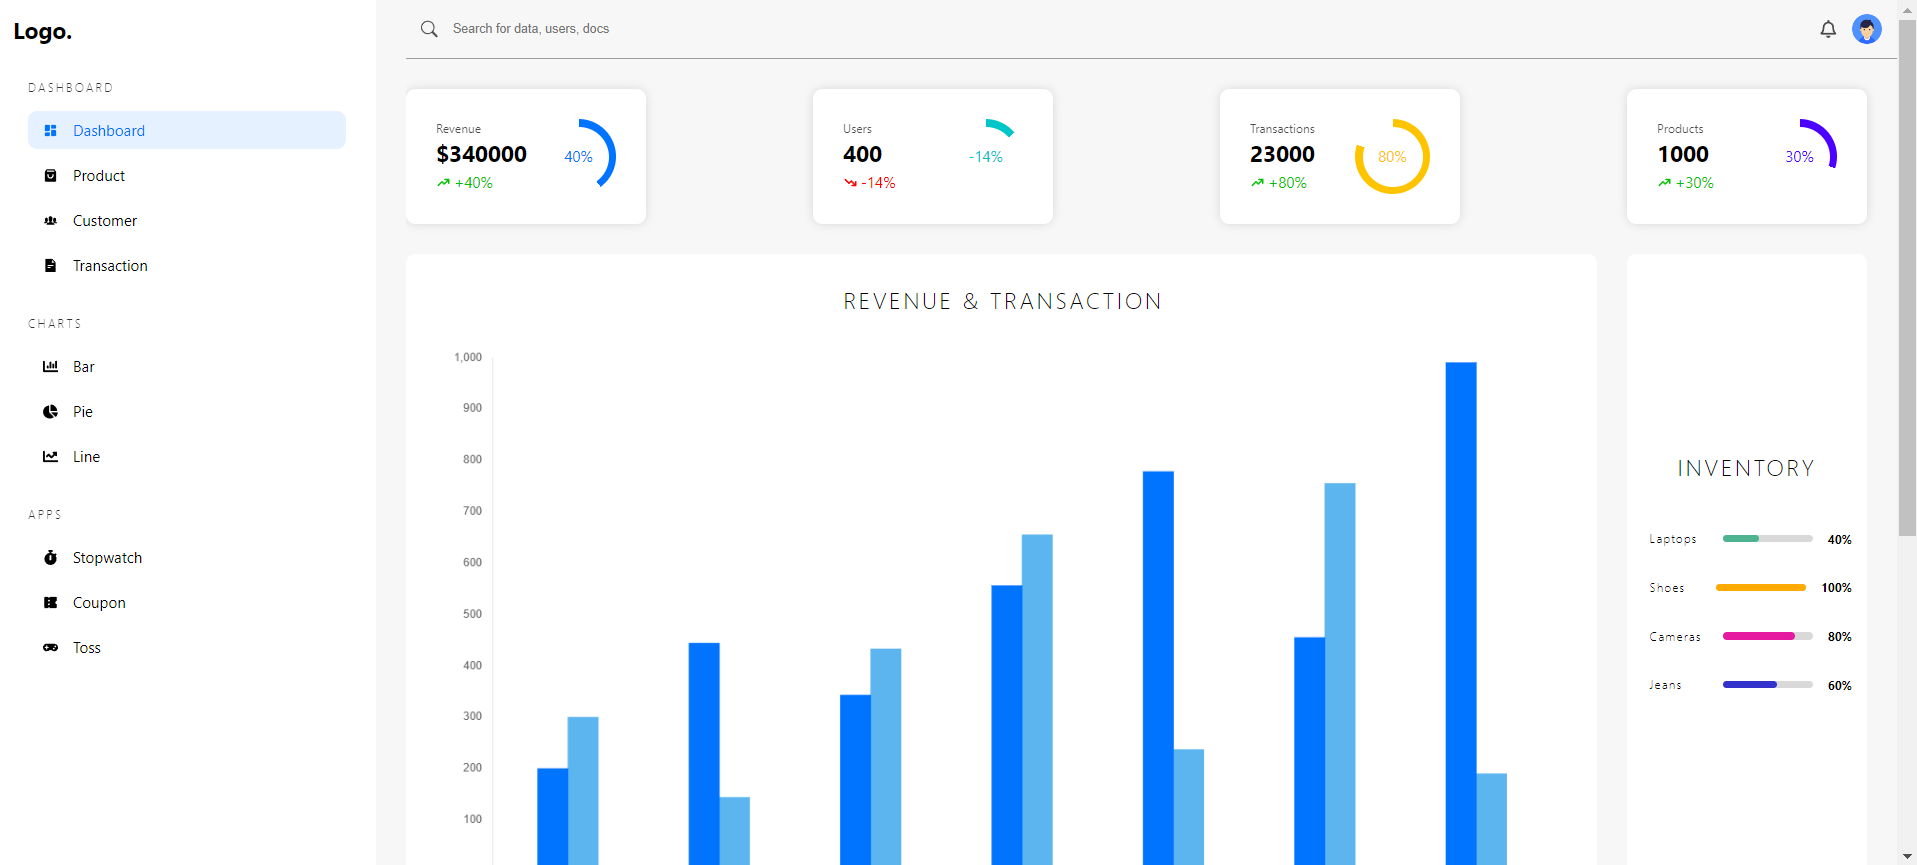 Logo.
DASHBOARD
Dashboard
Product
Customer
Transaction
CHARTS
Bar
Pie
Line
APPS
Stopwatch
Coupon
Toss
Search for data, users, docs
Revenue
$340000
+40%
40%
Users
400
-14%
-14%
Transactions
23000
+80%
80%
Products
1000
+30%
30%
REVENUE & TRANSACTION
1,000
900
800
700
600
500
400
300
200
100
INVENTORY
Laptops 40%
Shoes 100%
Cameras 80%
Jeans 60%